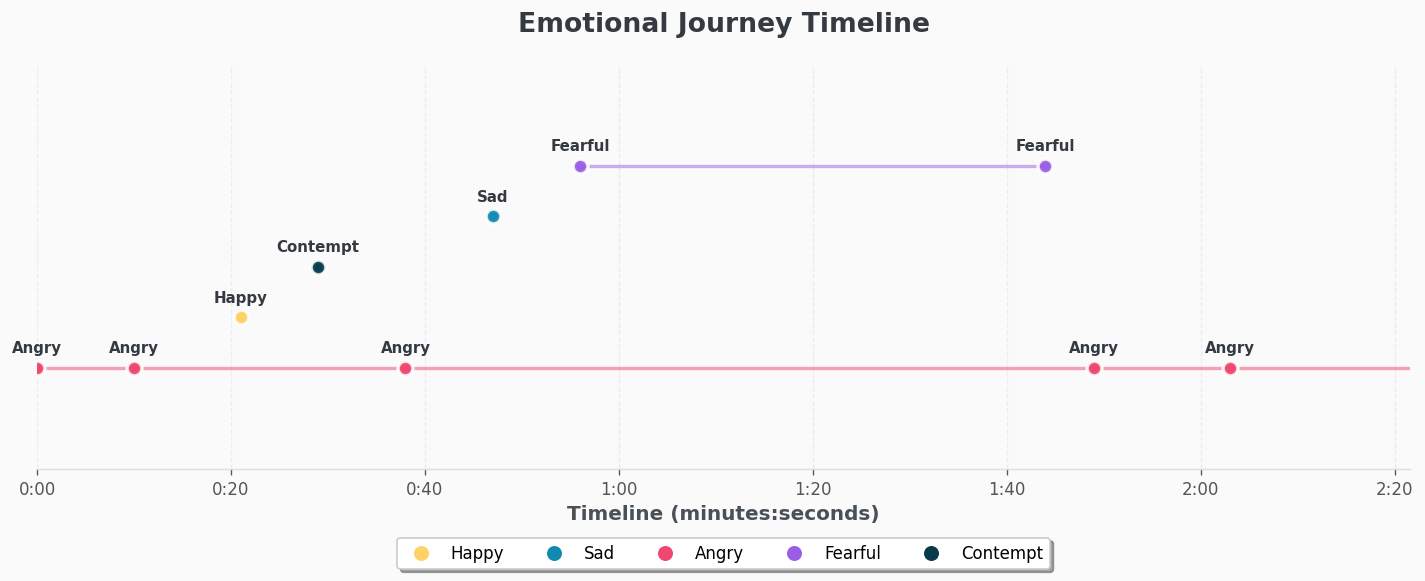 Emotional Journey Timeline
Fearful Fearful
Sad
Contempt
Happy
Angry Angry Angry Angry Angry
0:00 0:20 0:40 1:00 1:20 1:40 2:00 2:20
Timeline (minutes:seconds)
Happy Sad Angry Fearful Contempt